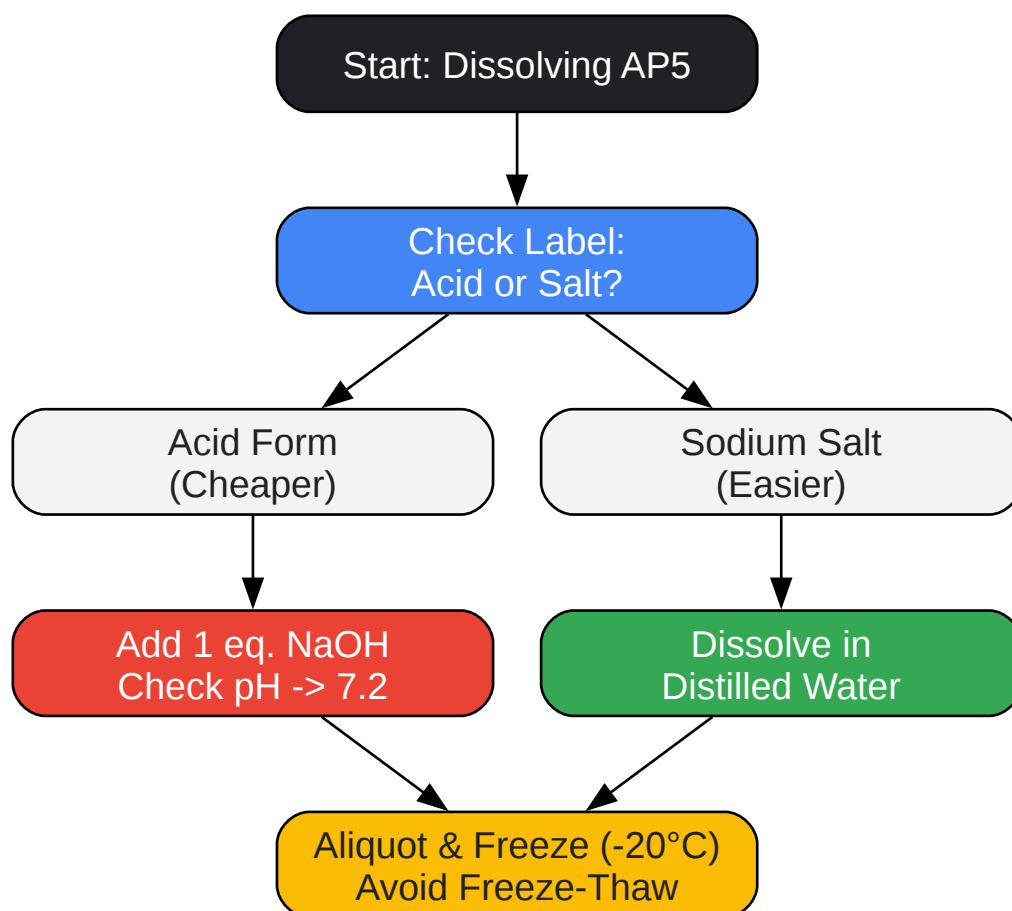 Start: Dissolving AP5
Check Label:
Acid or Salt?
Acid Form
(Cheaper)
Sodium Salt
(Easier)
Add 1 eq. NaOH
Check pH -> 7.2
Dissolve in
Distilled Water
Aliquot & Freeze (-20°C)
Avoid Freeze-Thaw